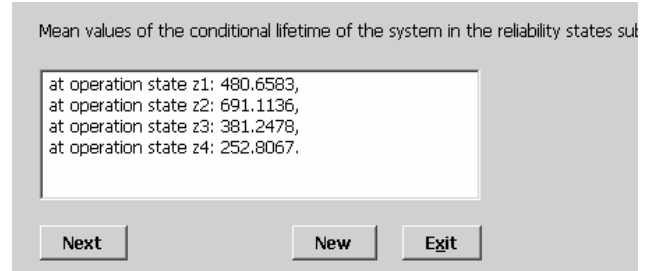 Mean values of the conditional lifetime of the system in the reliability states
at operation state z1: 480.6583,
at operation state z2: 691.1136,
at operation state z3: 381.2478,
at operation state z4: 252.8067.
Next New Exit